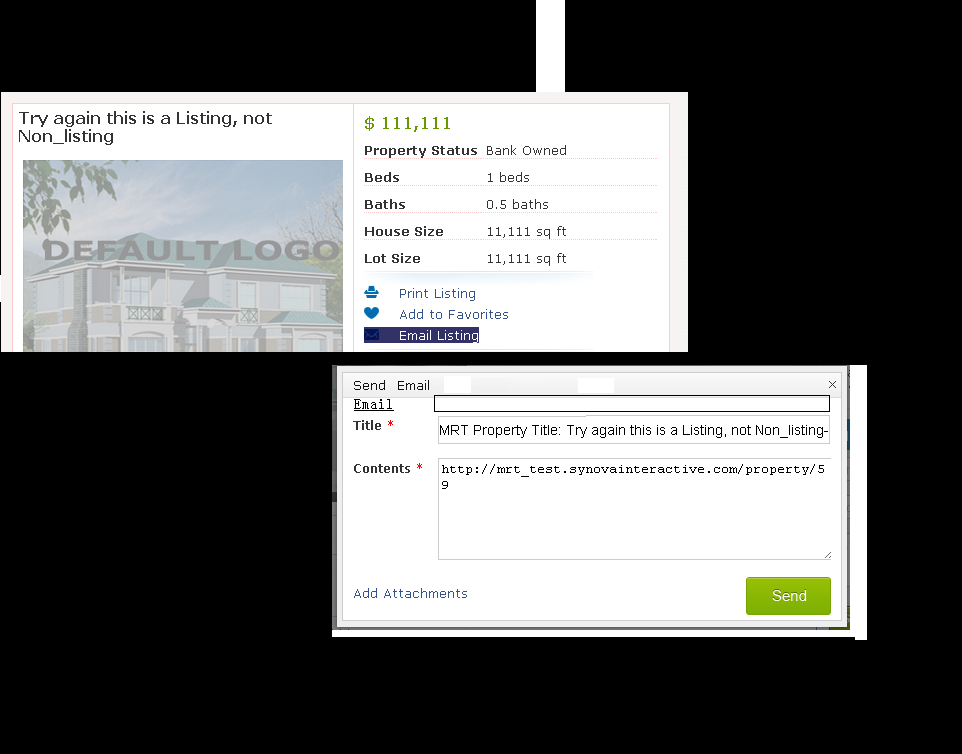 Try again this is a Listing, not
Non_listing
DEFAULT LOGO
$ 111,111
Property Status Bank Owned
Beds 1 beds
Baths 0.5 baths
House Size 11,111 sq ft
Lot Size 11,111 sq ft
Print Listing
Add to Favorites
Email Listing
Send Email
Email
Title *
MRT Property Title: Try again this is a Listing, not Non_listing-
Contents *
http://mrt_test.synovainteractive.com/property/5
9
Add Attachments
Send